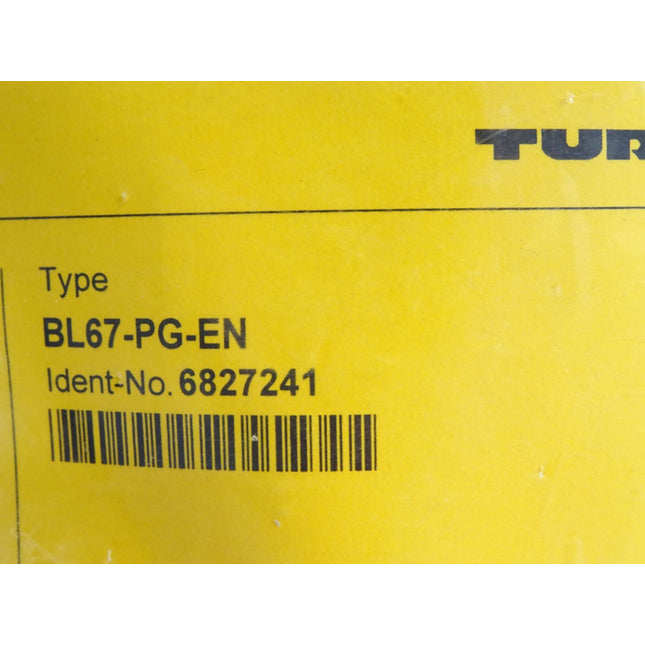 TUR
Type
BL67-PG-EN
Ident-No. 6827241